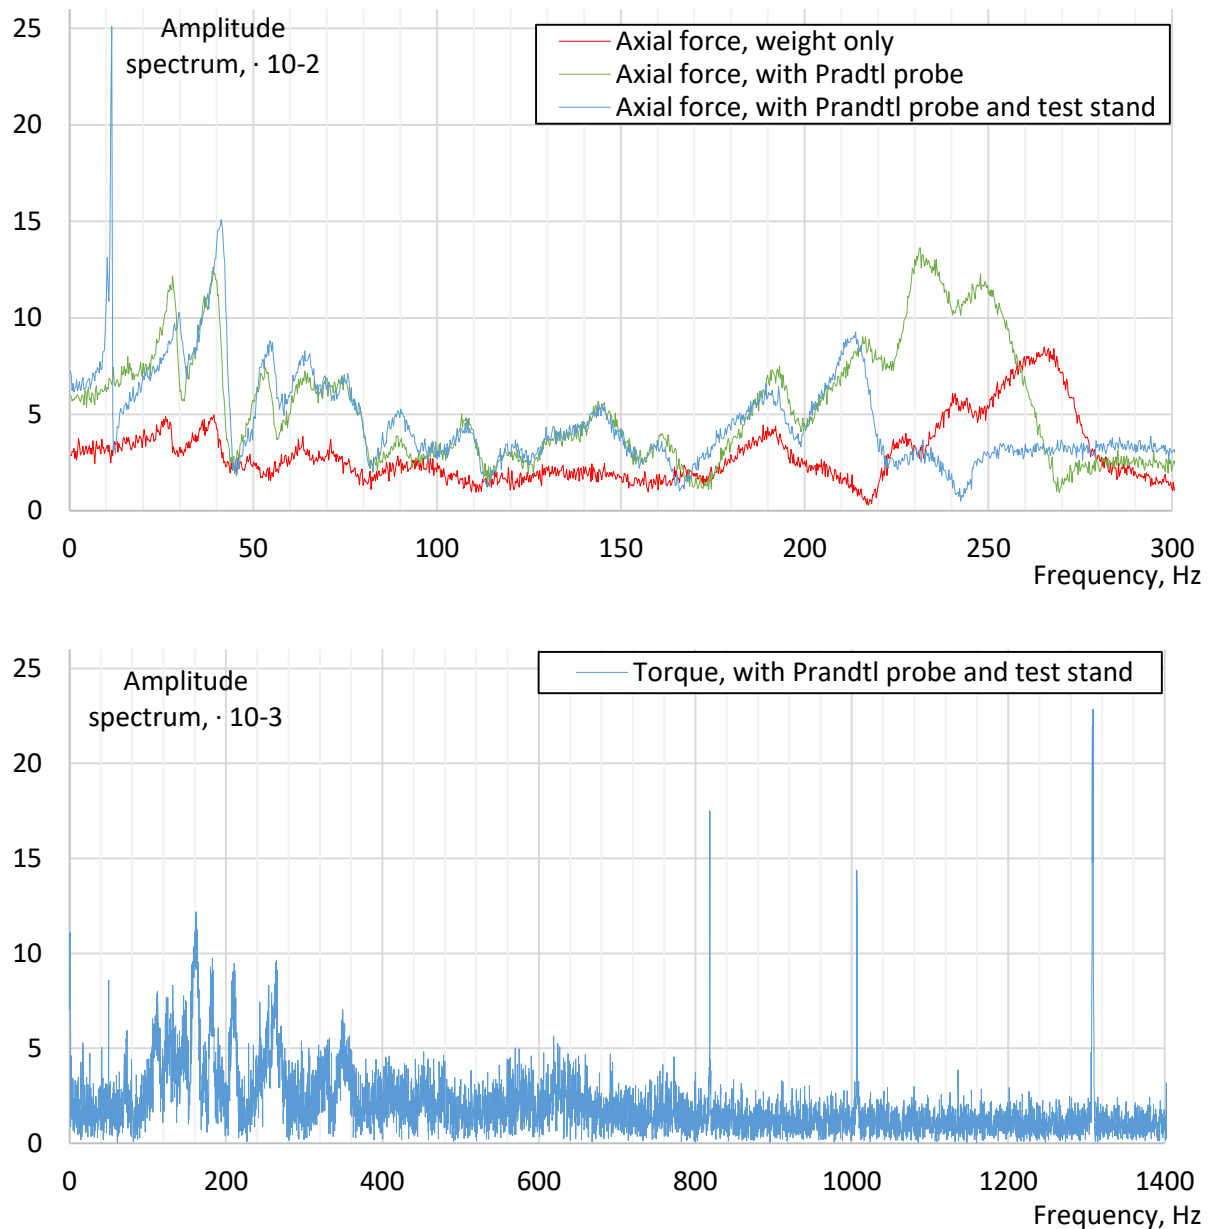 25
20
15
10
5
0
Amplitude
spectrum, · 10-2
Axial force, weight only
Axial force, with Pradtl probe
Axial force, with Prandtl probe and test stand
0 50 100 150 200 250 300
Frequency, Hz
25
20
15
10
5
0
Amplitude
spectrum, · 10-3
Torque, with Prandtl probe and test stand
0 200 400 600 800 1000 1200 1400
Frequency, Hz